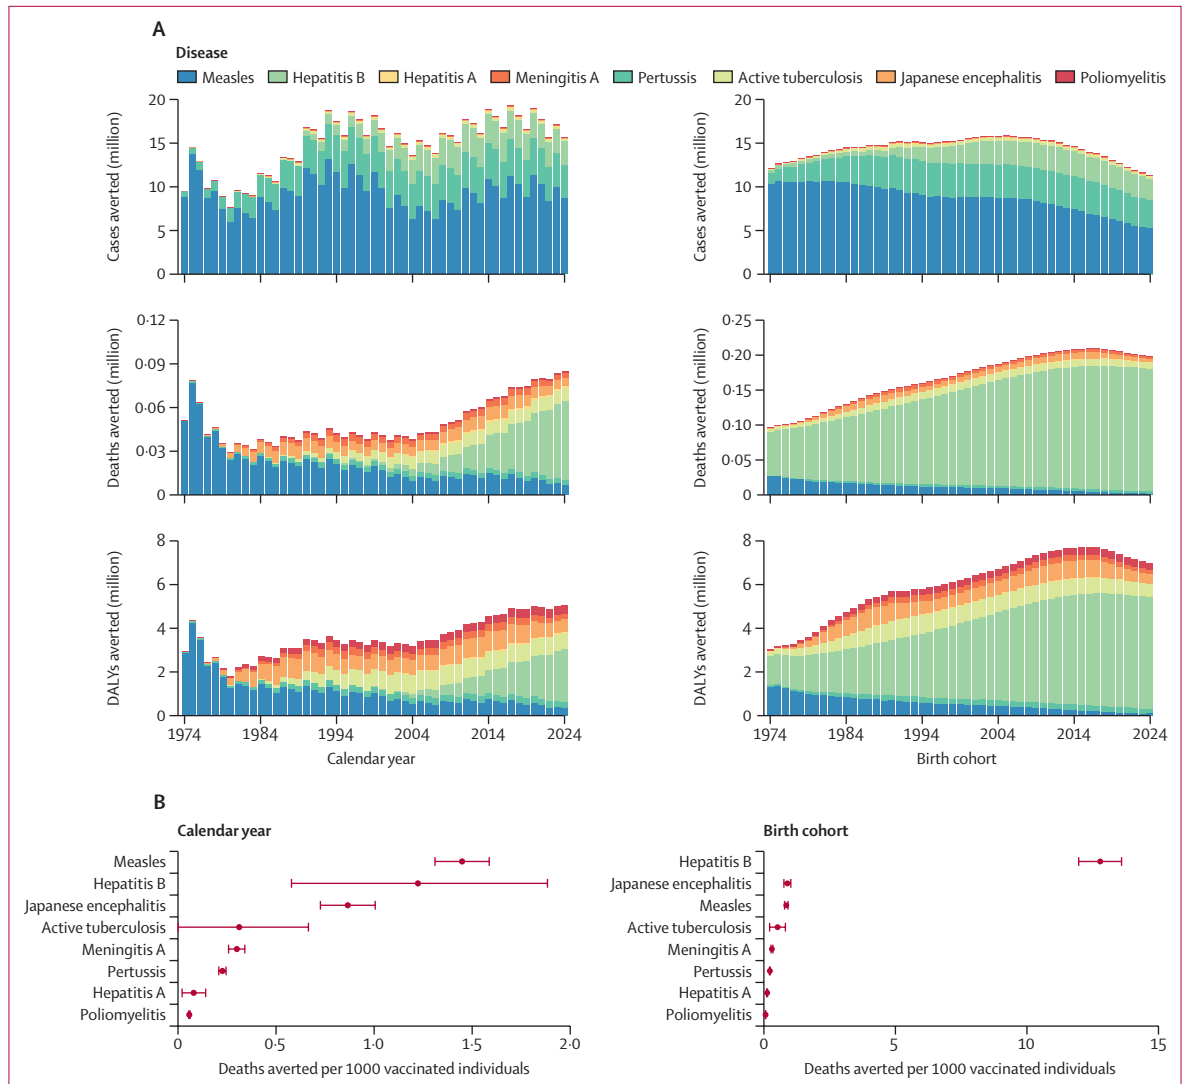 A
Disease
Measles Hepatitis B Hepatitis A Meningitis A Pertussis Active tuberculosis Japanese encephalitis Poliomyelitis
Cases averted (million)
20
15
10
5
0
Cases averted (million)
20
15
10
5
0
Deaths averted (million)
0·12
0·09
0·06
0·03
0
Deaths averted (million)
0·25
0·20
0·15
0·10
0·05
0
DALYs averted (million)
8
6
4
2
0
1974 1984 1994 2004 2014 2024
Calendar year
DALYs averted (million)
8
6
4
2
0
1974 1984 1994 2004 2014 2024
Birth cohort
B
Calendar year
Measles
Hepatitis B
Japanese encephalitis
Active tuberculosis
Meningitis A
Pertussis
Hepatitis A
Poliomyelitis
0 0·5 1·0 1·5 2·0
Deaths averted per 1000 vaccinated individuals
Birth cohort
Hepatitis B
Japanese encephalitis
Measles
Active tuberculosis
Meningitis A
Pertussis
Hepatitis A
Poliomyelitis
0 5 10 15
Deaths averted per 1000 vaccinated individuals